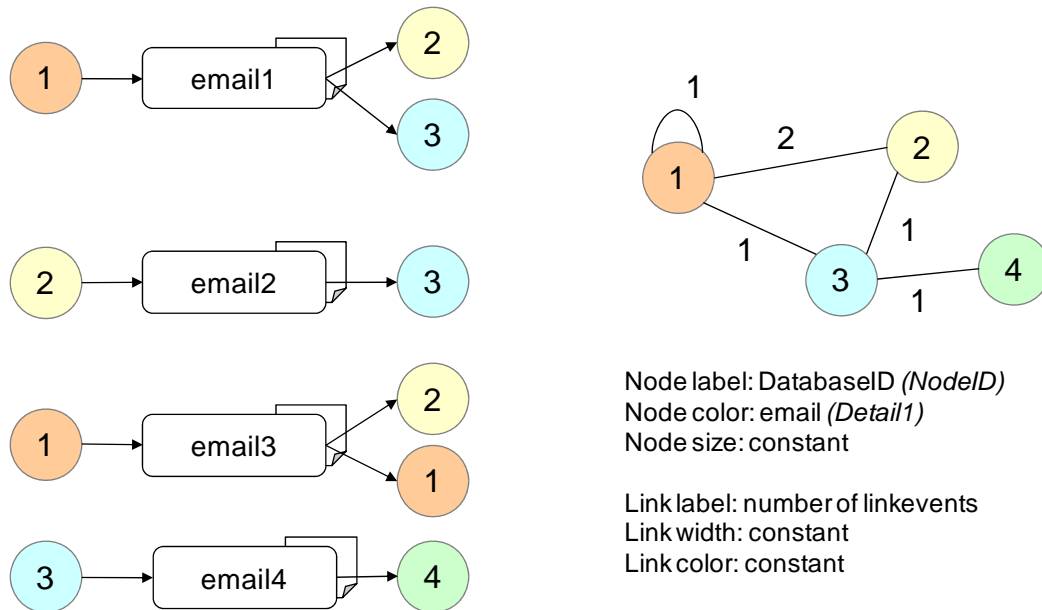 1
email1
2
3
2
email2
3
1
email3
2
1
3
email4
4
1
1
2
2
1
1
3
1
4
Node label: DatabaseID (NodeID)
Node color: email (Detail1)
Node size: constant
Link label: number of linkevents
Link width: constant
Link color: constant